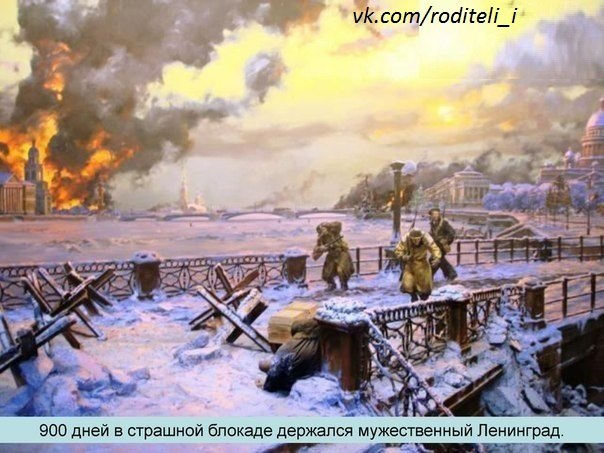 vk.com/roditeli_i
900 дней в страшной блокаде держался мужественный Ленинград.